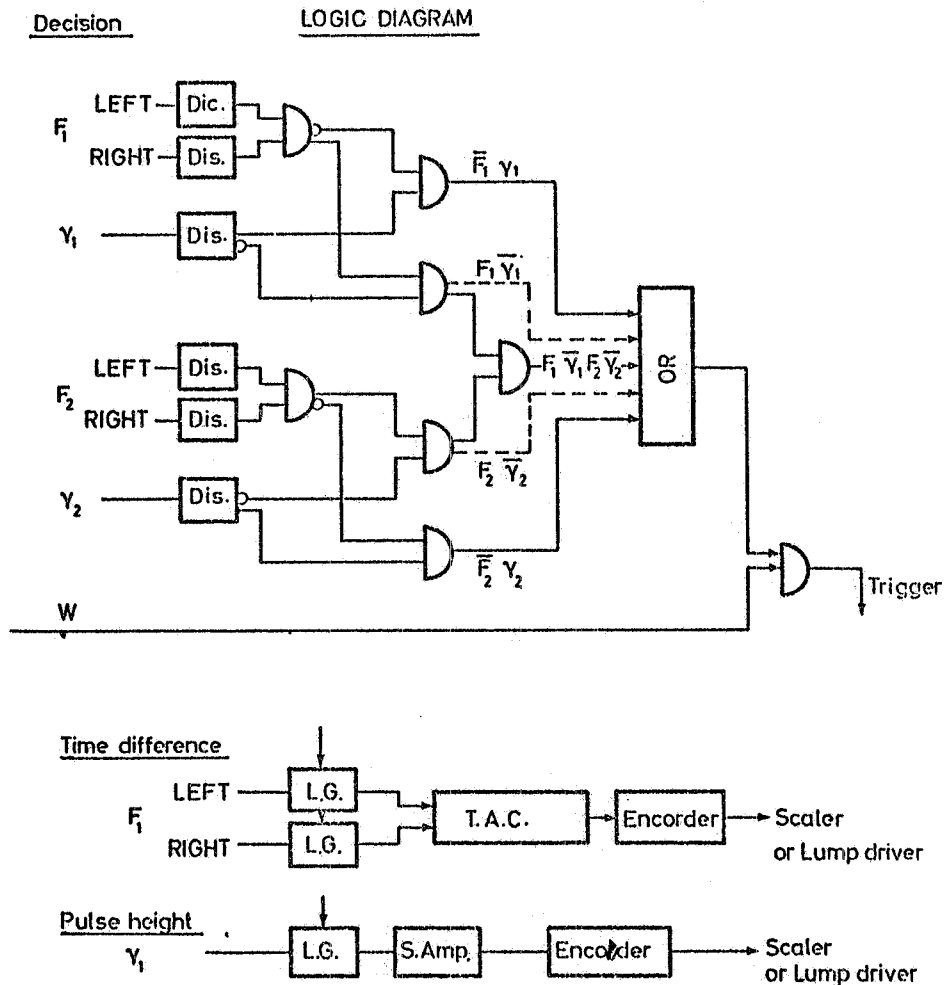 Decision LOGIC DIAGRAM
LEFT Dic.
F₁
RIGHT Dis.
F̅₁ γ₁
γ₁ Dis.
F₁ γ̅₁
LEFT Dis.
F₁ γ̅₁ F₂ γ̅₂
OR
F₂
RIGHT Dis.
F₂ γ̅₂
γ₂ Dis.
F̅₂ γ₂
Trigger
W
Time difference
LEFT L.G.
F₁ T.A.C. Encorder Scaler
RIGHT L.G. or Lump driver
Pulse height
γ₁ L.G. S.Amp. Encorder Scaler
or Lump driver